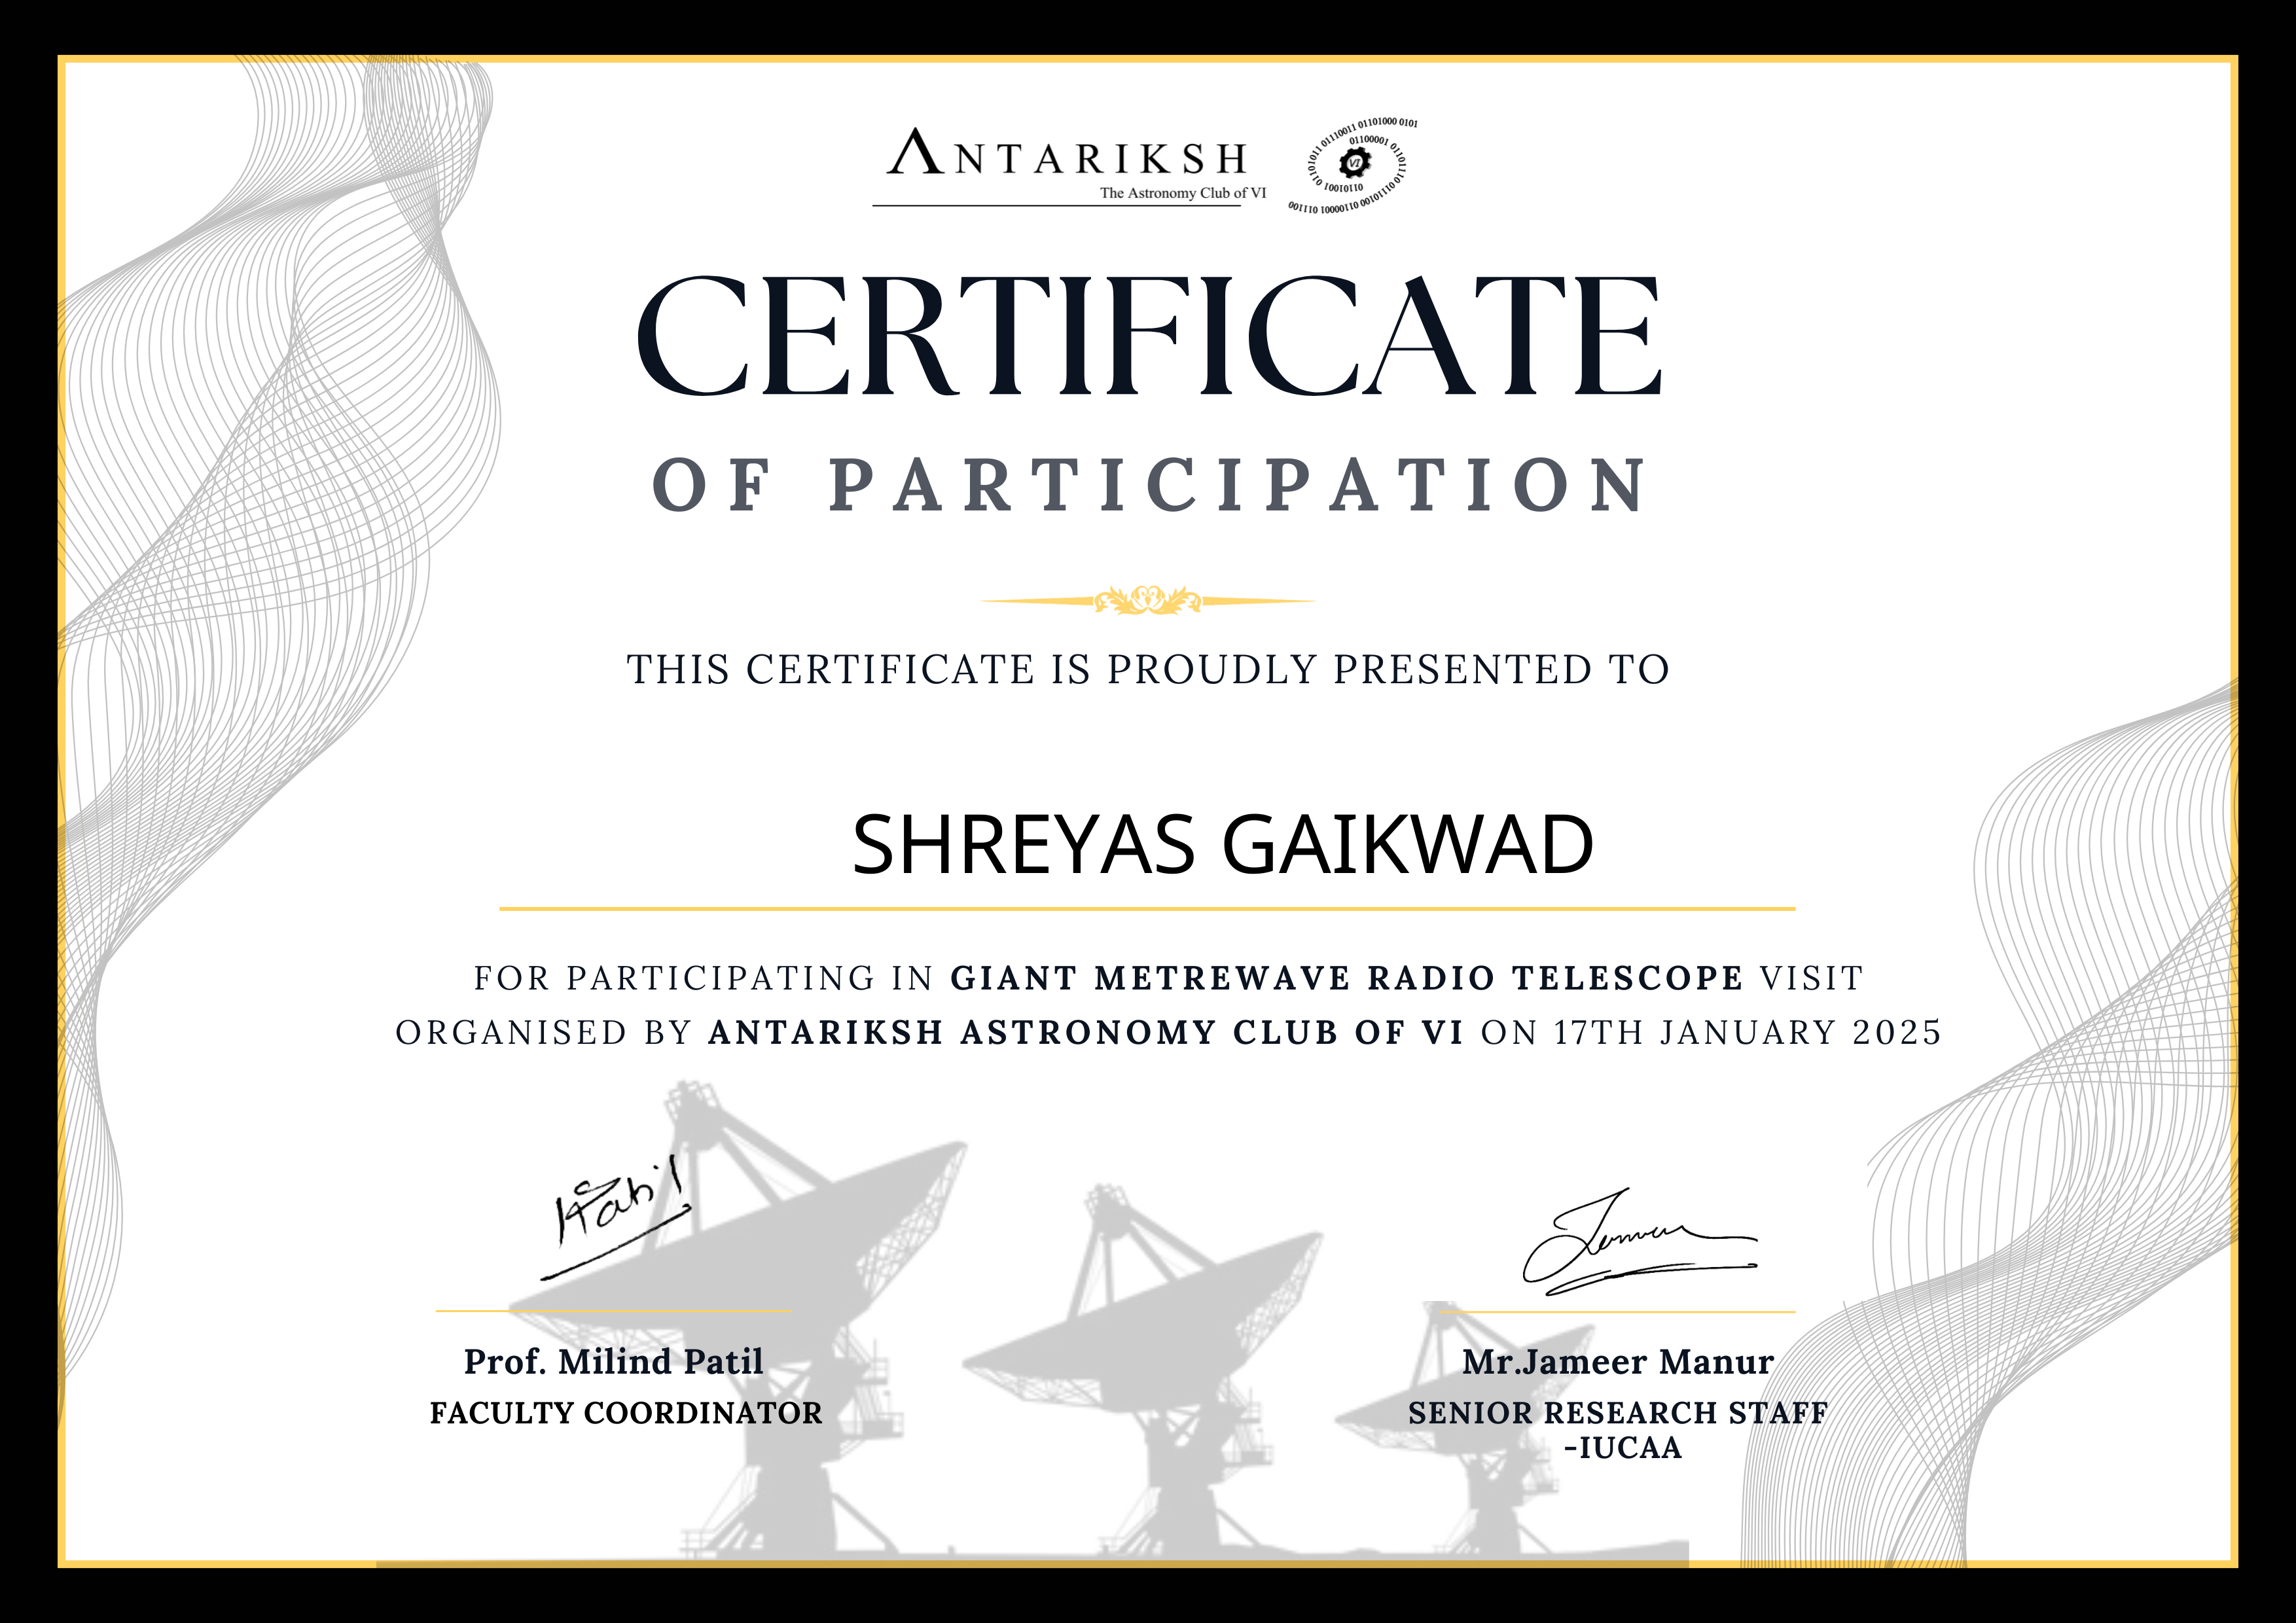 ANTARIKSH
The Astronomy Club of VI
VI
CERTIFICATE
OF PARTICIPATION
THIS CERTIFICATE IS PROUDLY PRESENTED TO
SHREYAS GAIKWAD
FOR PARTICIPATING IN GIANT METREWAVE RADIO TELESCOPE VISIT
ORGANISED BY ANTARIKSH ASTRONOMY CLUB OF VI ON 17TH JANUARY 2025
Prof. Milind Patil
FACULTY COORDINATOR
Mr.Jameer Manur
SENIOR RESEARCH STAFF
-IUCAA